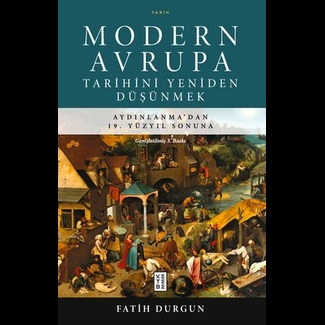 TARİH
MODERN
AVRUPA
TARİHİNİ YENİDEN
DÜŞÜNMEK
AYDINLANMA'DAN
19. YÜZYIL SONUNA
Genişletilmiş 3. Baskı
FATİH DURGUN